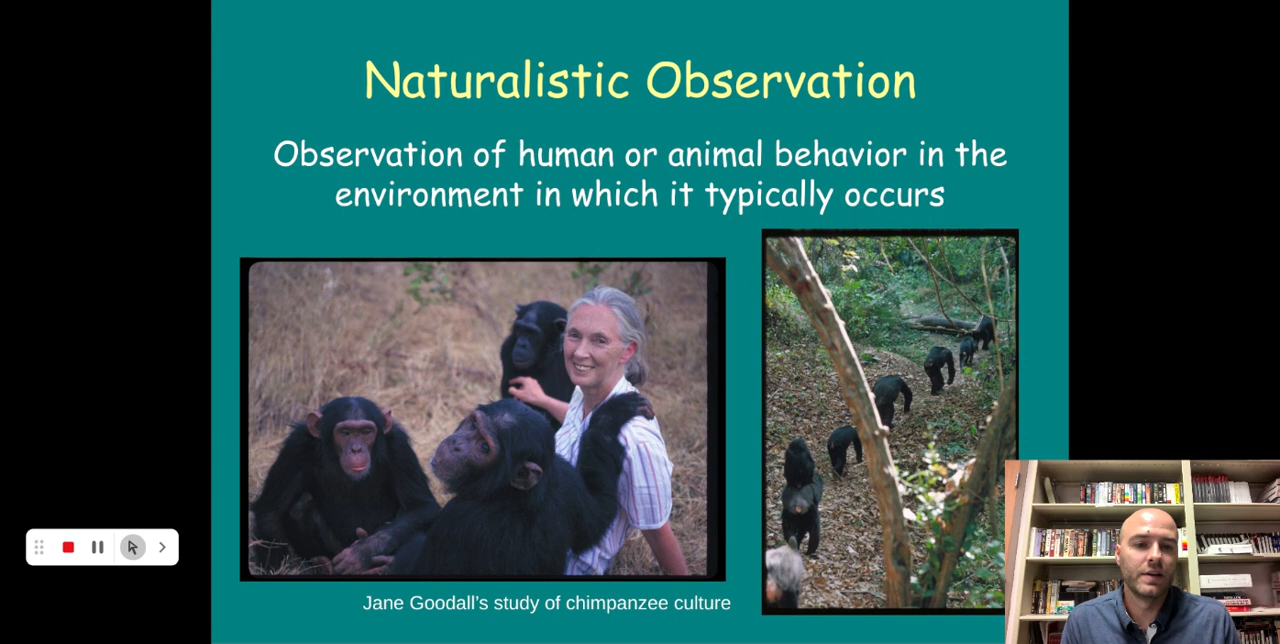 Naturalistic Observation
Observation of human or animal behavior in the
environment in which it typically occurs
Jane Goodall's study of chimpanzee culture